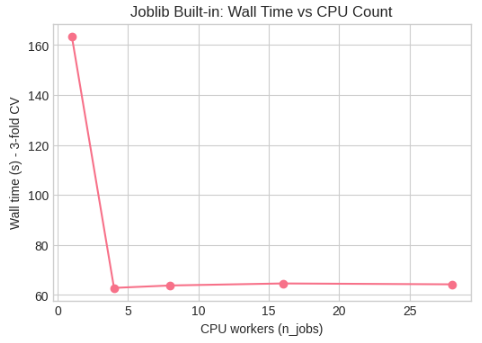 Joblib Built-in: Wall Time vs CPU Count
Wall time (s) - 3-fold CV
160
140
120
100
80
60
0 5 10 15 20 25
CPU workers (n_jobs)